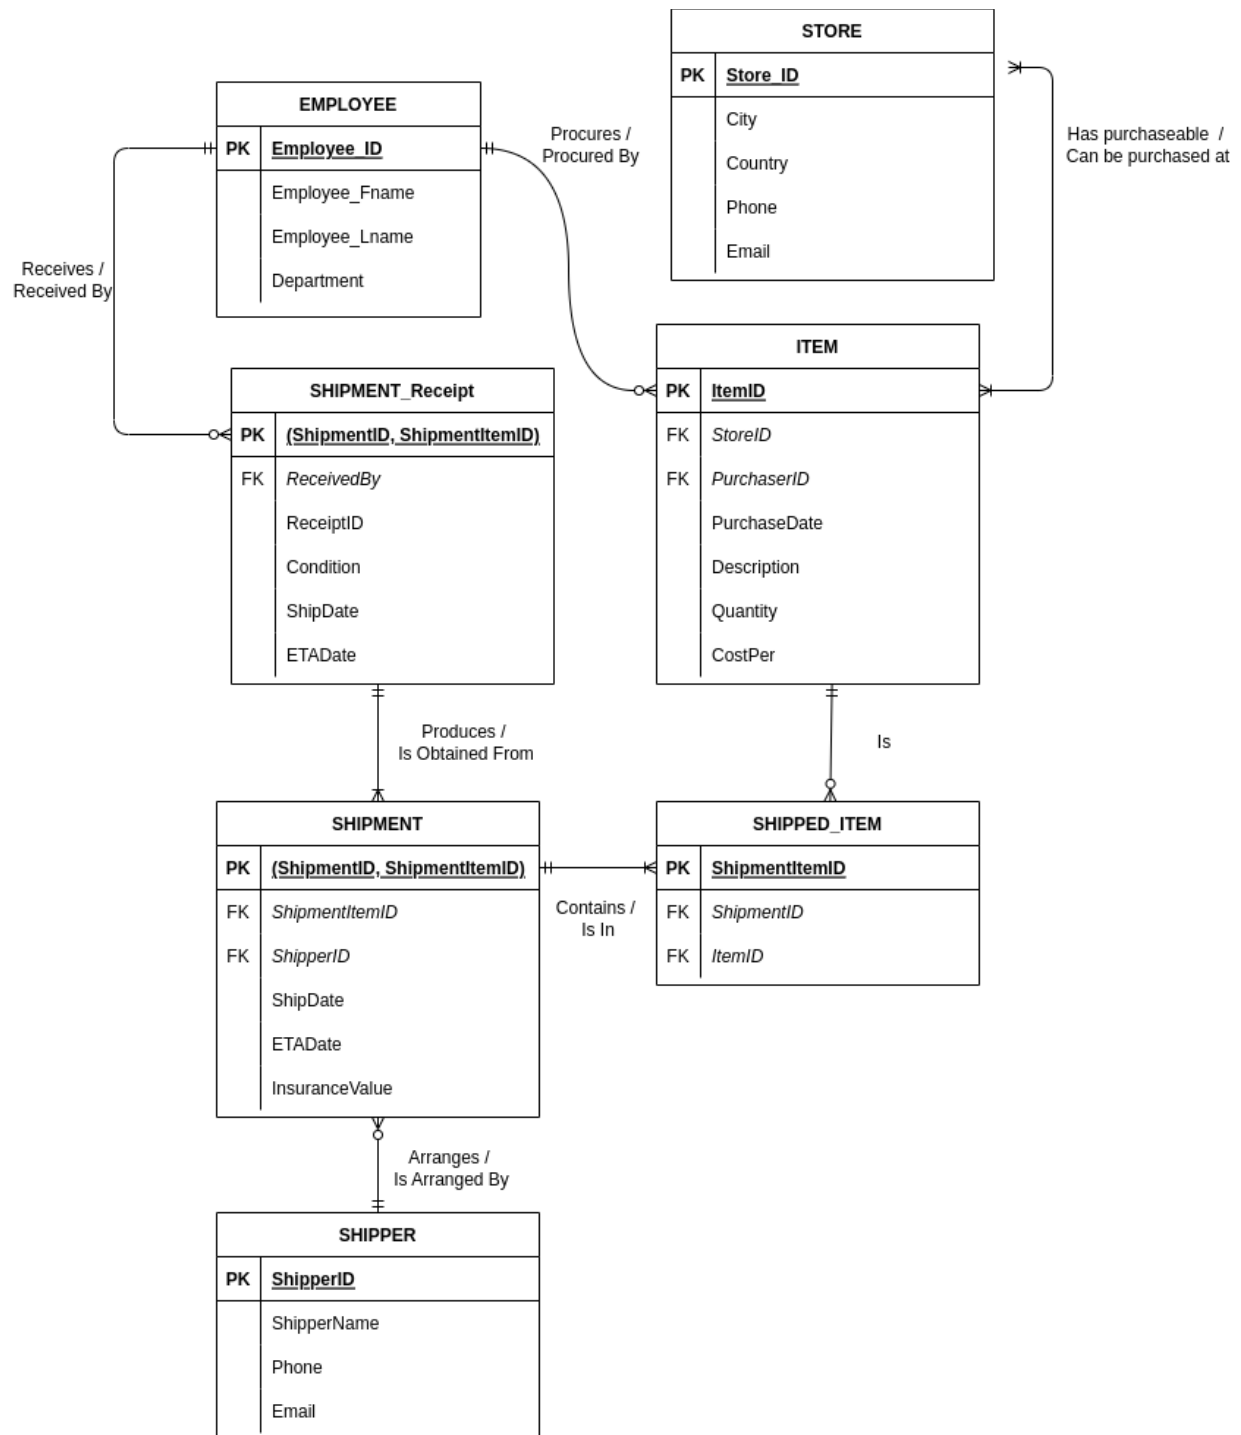 STORE
PK Store_ID
City
Country
Phone
Email
Has purchaseable /
Can be purchased at
EMPLOYEE
PK Employee_ID
Employee_Fname
Employee_Lname
Department
Procures /
Procured By
Receives /
Received By
ITEM
PK ItemID
FK StoreID
FK PurchaserID
PurchaseDate
Description
Quantity
CostPer
SHIPMENT_Receipt
PK (ShipmentID, ShipmentItemID)
FK ReceivedBy
ReceiptID
Condition
ShipDate
ETADate
Produces /
Is Obtained From
Is
SHIPMENT
PK (ShipmentID, ShipmentItemID)
FK ShipmentItemID
FK ShipperID
ShipDate
ETADate
InsuranceValue
Contains /
Is In
SHIPPED_ITEM
PK ShipmentItemID
FK ShipmentID
FK ItemID
Arranges /
Is Arranged By
SHIPPER
PK ShipperID
ShipperName
Phone
Email